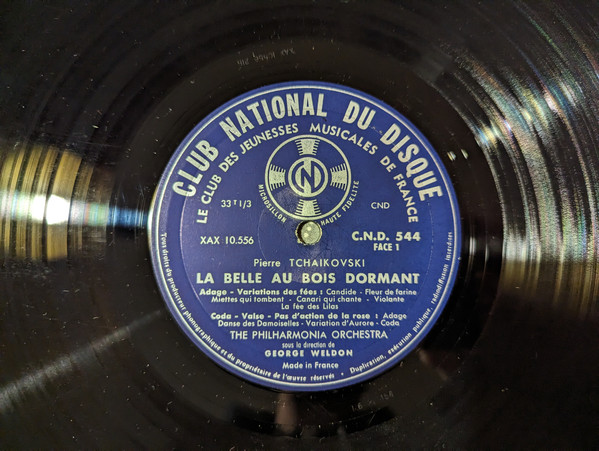 CLUB NATIONAL DU DISQUE
LE CLUB DES JEUNESSES MUSICALES DE FRANCE
CN
MICROSILLON HAUTE FIDELITE
33 T 1/3
CND
XAX 10.556
C.N.D. 544
FACE 1
Pierre TCHAIKOVSKI
LA BELLE AU BOIS DORMANT
Adage - Variations des fées : Candide - Fleur de farine
Miettes qui tombent - Canari qui chante - Violante
La fée des Lilas
Coda - Valse - Pas d'action de la rose : Adage
Danse des Damoiselles - Variation d'Aurore - Coda
THE PHILHARMONIA ORCHESTRA
sous la direction de
GEORGE WELDON
Made in France
Tous droits du producteur phonographique et du propriétaire de l'œuvre réservés - Duplication, exécution publique, radiodiffusion interdites